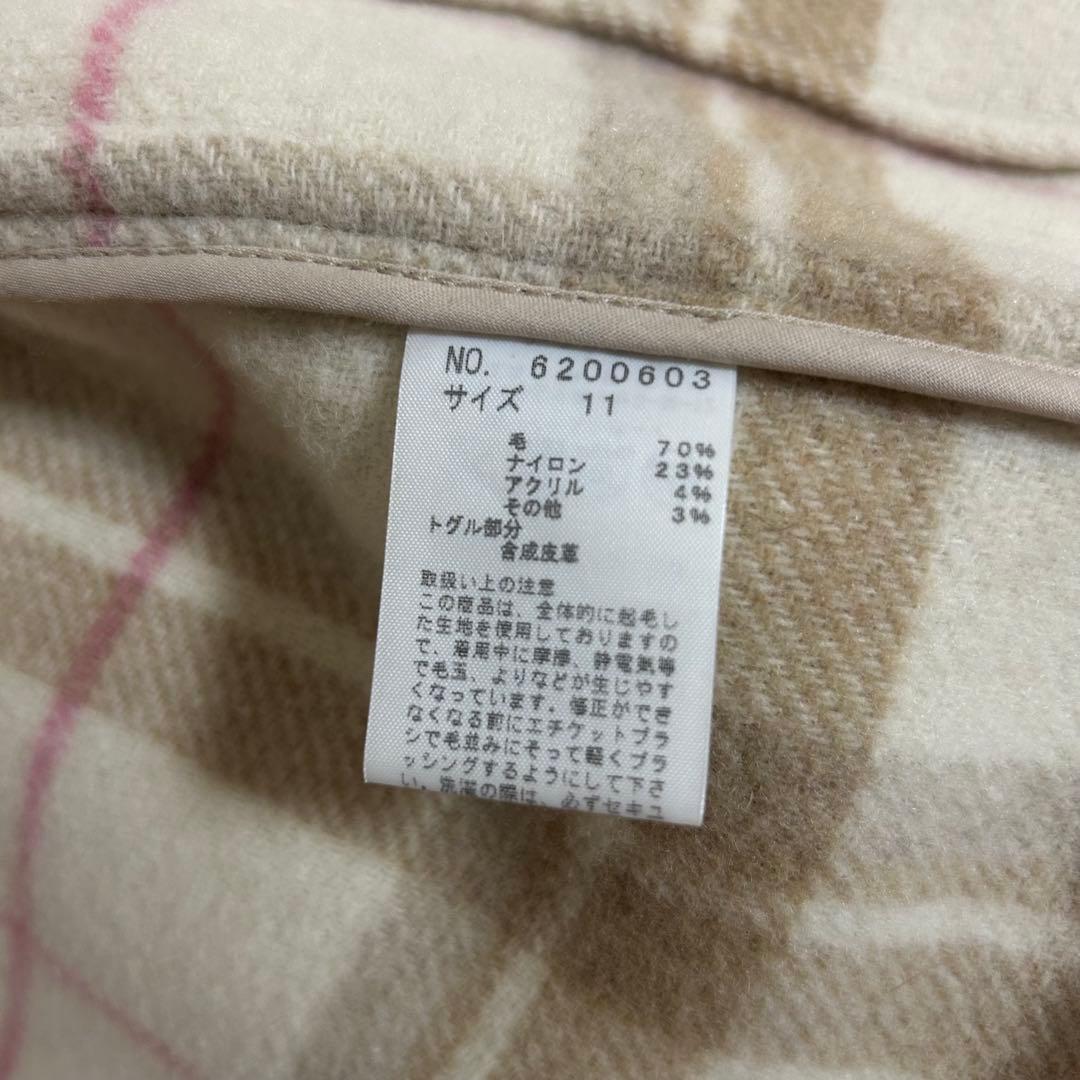 NO. 6200603
サイズ 11
毛 70%
ナイロン 23%
アクリル 4%
その他 3%
トグル部分
合成皮革
取扱い上の注意
この商品は、全体的に起毛し
た生地を使用しておりますの
で、着用中に摩擦、静電気等
で毛玉、よりなどが生じやす
くなっています。修正ができ
なくなる前にエチケットブラ
シで毛並みにそって軽くブラ
ッシングするようにして下さ
い。洗濯の際は、必ずセキユ